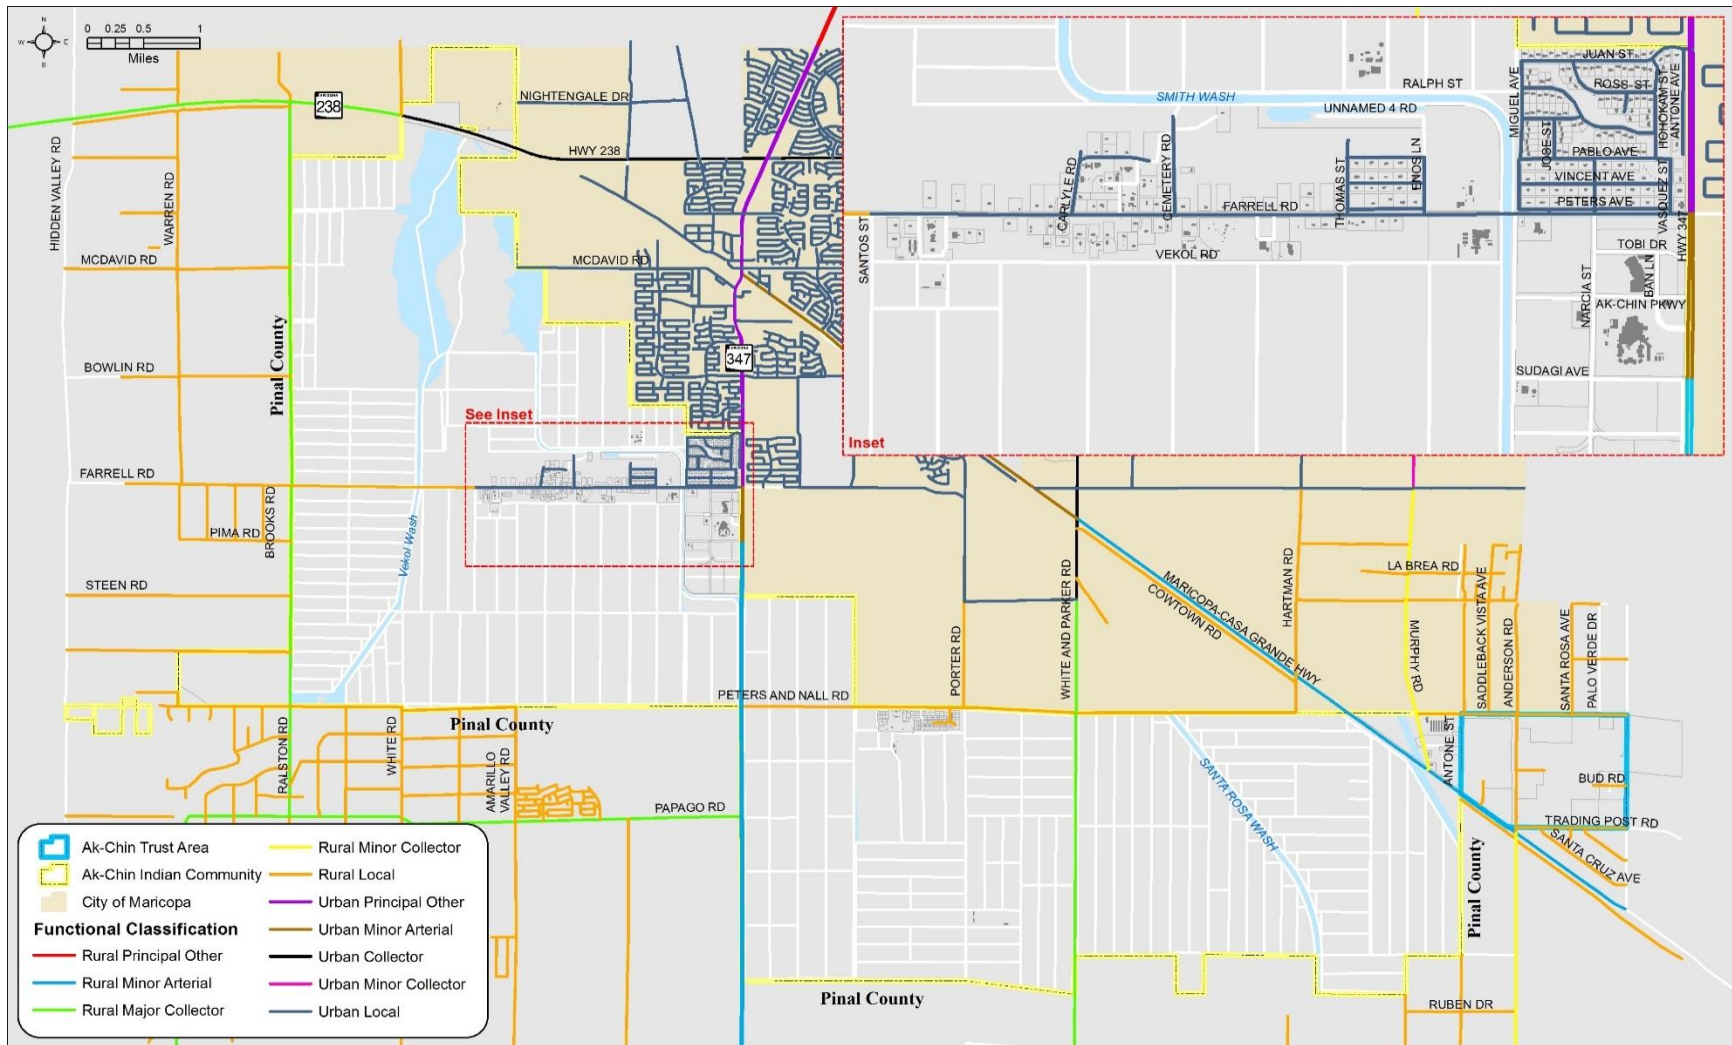 N
W
E
S
0 0.25 0.5 1
Miles
ARIZONA
238
NIGHTENGALE DR
HWY 238
HIDDEN VALLEY RD
WARREN RD
MCDAVID RD
MCDAVID RD
Pinal County
ARIZONA
347
BOWLIN RD
See Inset
FARRELL RD
BROOKS RD
PIMA RD
Vekol Wash
STEEN RD
JUAN ST
ROSS ST
MIGUEL AVE
HOHOKAM ST
ANTONE AVE
RALPH ST
SMITH WASH
UNNAMED 4 RD
JOSE ST
PABLO AVE
VINCENT AVE
PETERS AVE
VASQUEZ ST
HWY 347
CARLYLE RD
CEMETERY RD
THOMAS ST
ENOS LN
FARRELL RD
VEKOL RD
SANTOS ST
TOBI DR
BAN LN
NARCIA ST
AK-CHIN PKWY
SUDAGI AVE
Inset
PETERS AND NALL RD
PORTER RD
WHITE AND PARKER RD
MARICOPA-CASA GRANDE HWY
COWTOWN RD
HARTMAN RD
LA BREA RD
MURPHY RD
SADDLEBACK VISTA AVE
ANDERSON RD
SANTA ROSA AVE
PALO VERDE DR
Pinal County
RALSTON RD
WHITE RD
AMARILLO
VALLEY RD
PAPAGO RD
SANTA ROSA WASH
ANTONE ST
BUD RD
TRADING POST RD
SANTA CRUZ AVE
Pinal County
Pinal County
RUBEN DR
Ak-Chin Trust Area
Ak-Chin Indian Community
City of Maricopa
Functional Classification
Rural Principal Other
Rural Minor Arterial
Rural Major Collector
Rural Minor Collector
Rural Local
Urban Principal Other
Urban Minor Arterial
Urban Collector
Urban Minor Collector
Urban Local